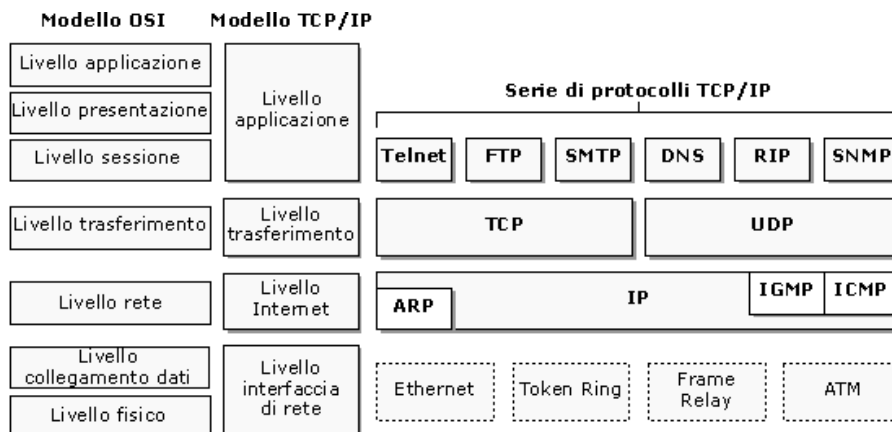 Modello OSI
Modello TCP/IP
Livello applicazione
Livello presentazione
Livello sessione
Livello
applicazione
Serie di protocolli TCP/IP
Telnet
FTP
SMTP
DNS
RIP
SNMP
Livello trasferimento
Livello
trasferimento
TCP
UDP
Livello rete
Livello
Internet
ARP
IP
IGMP
ICMP
Livello
collegamento dati
Livello fisico
Livello
interfaccia
di rete
Ethernet
Token Ring
Frame
Relay
ATM